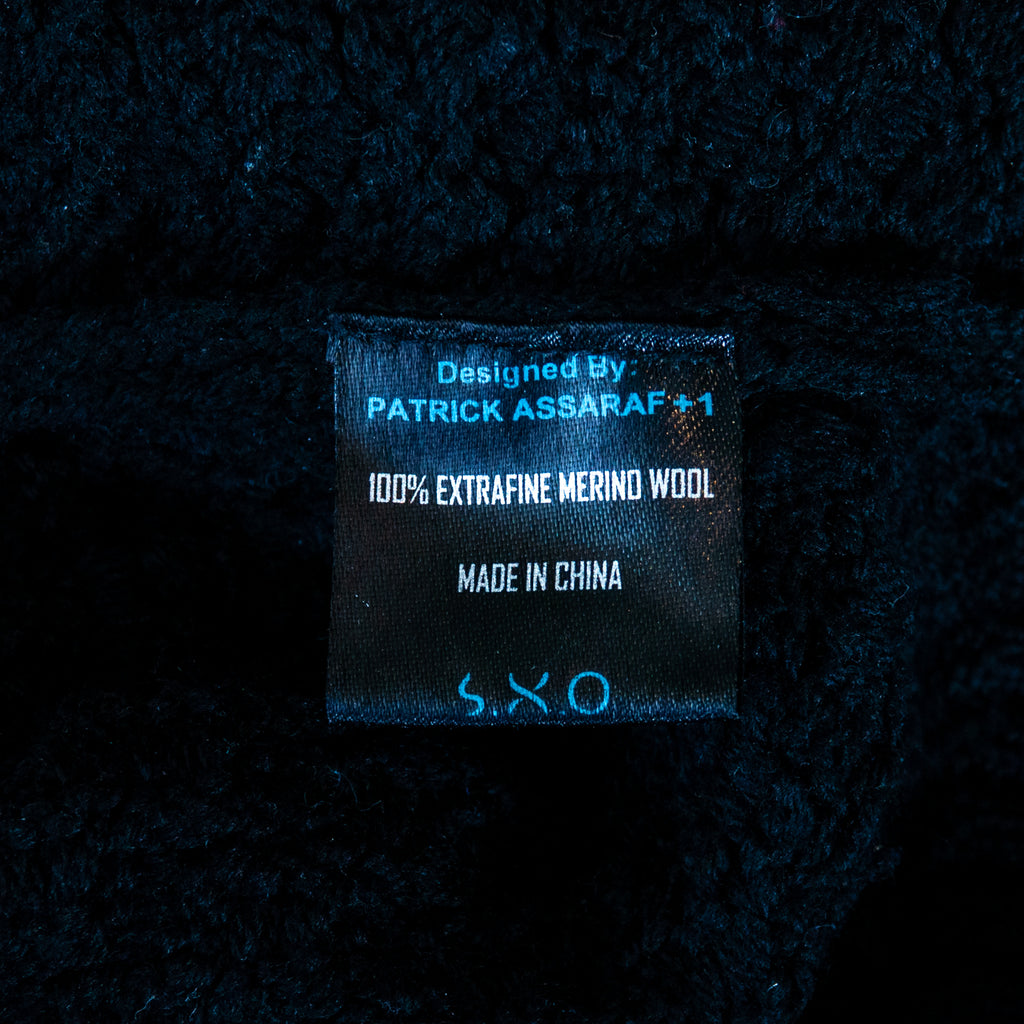 Designed By:
PATRICK ASSARAF +1
100% EXTRAFINE MERINO WOOL
MADE IN CHINA
S.X.O